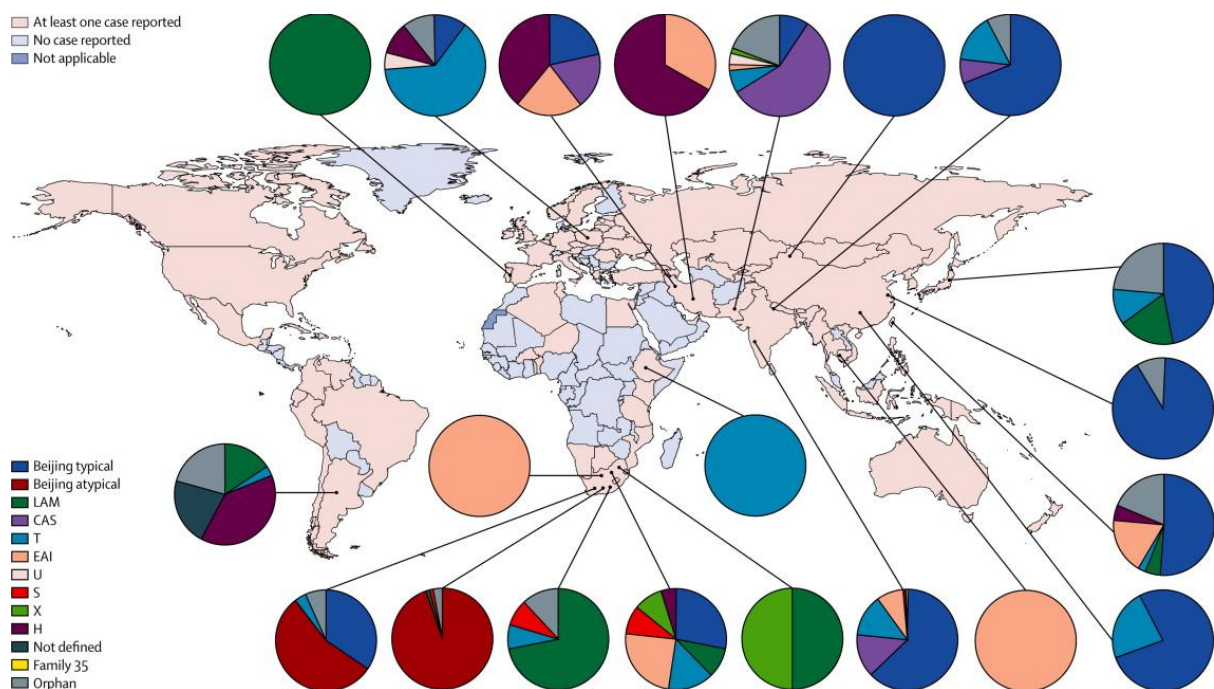 At least one case reported
No case reported
Not applicable
Beijing typical
Beijing atypical
LAM
CAS
T
EAI
U
S
X
H
Not defined
Family 35
Orphan